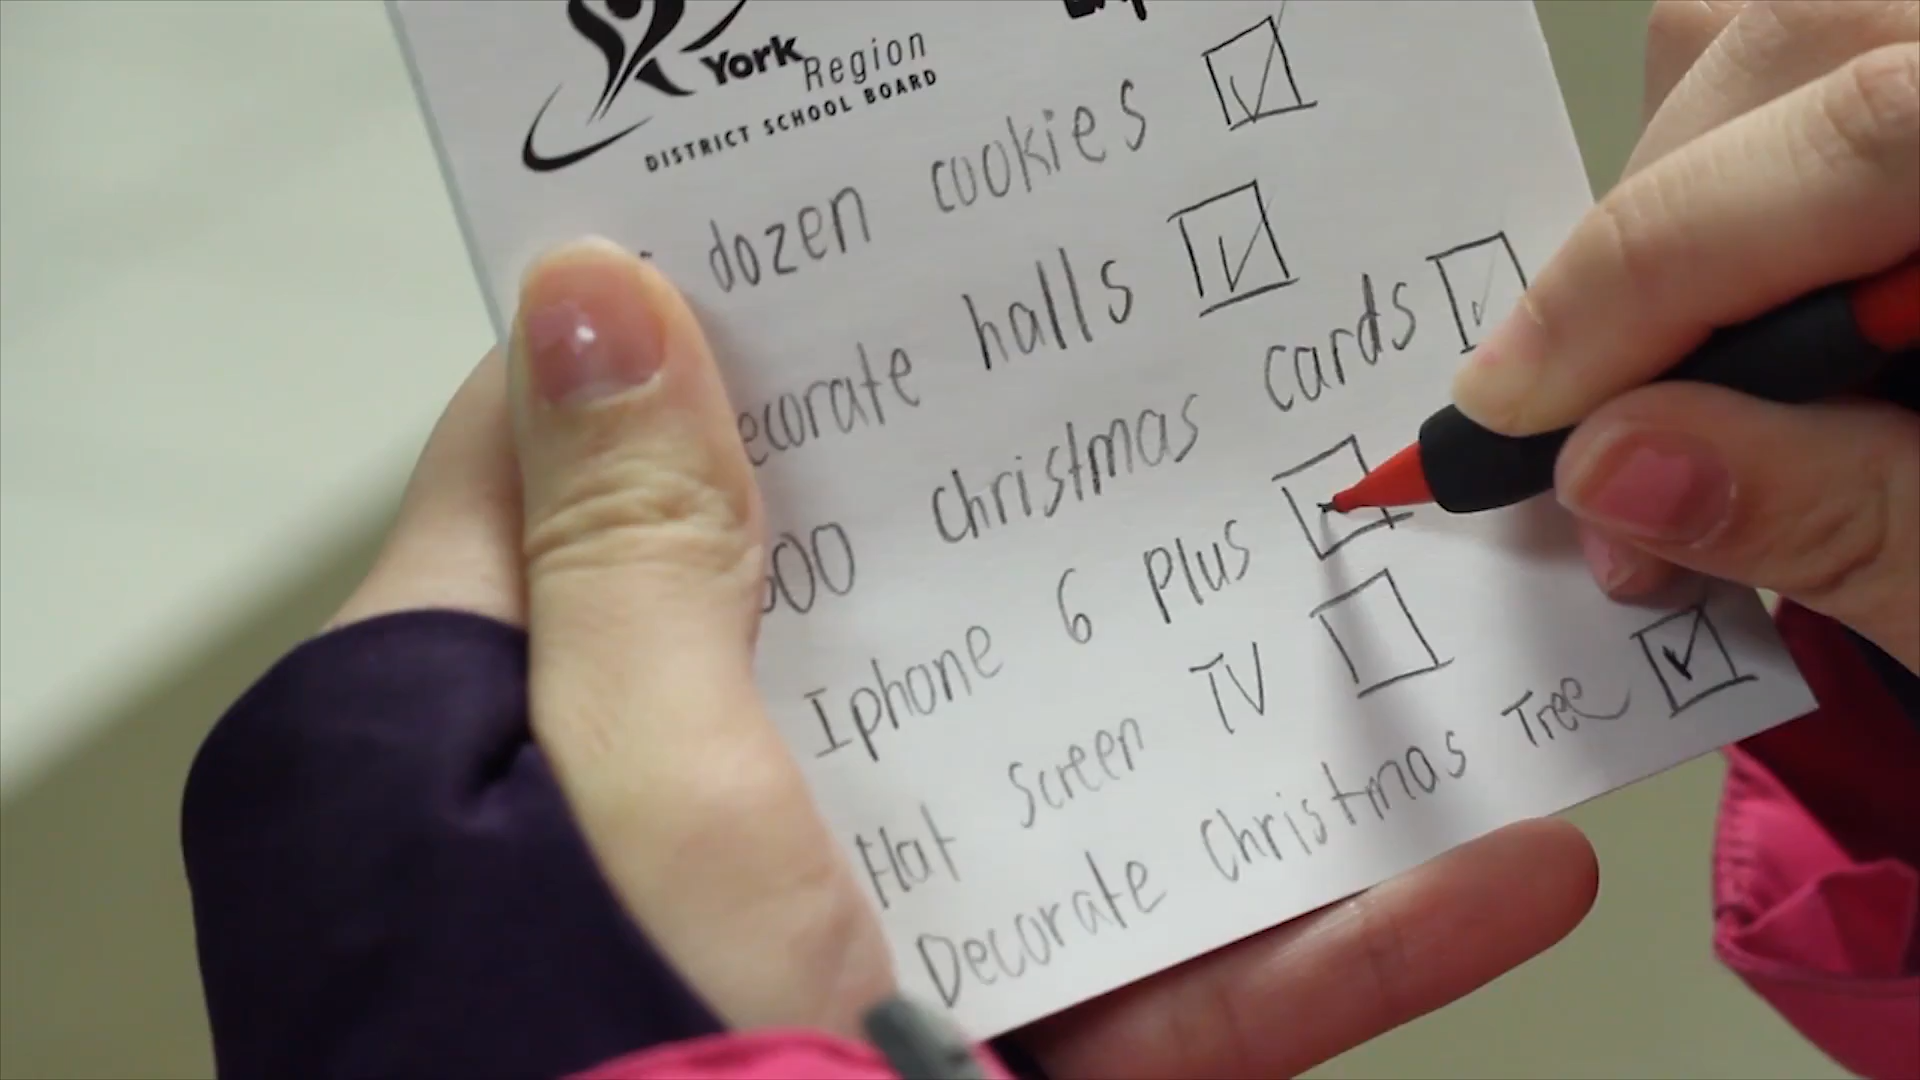 York Region
DISTRICT SCHOOL BOARD
dozen cookies
ecorate halls
00 Christmas cards
Iphone 6 Plus
flat Screen TV
Decorate Christmas Tree